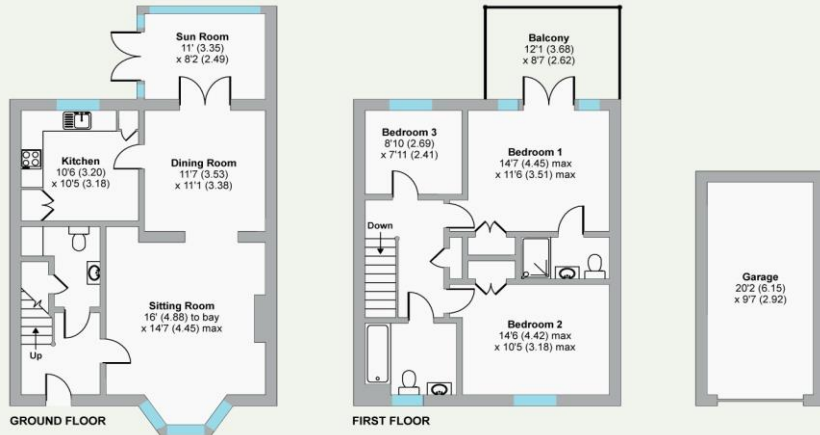 Sun Room
11' (3.35)
x 8'2 (2.49)
Kitchen
10'6 (3.20)
x 10'5 (3.18)
Dining Room
11'7 (3.53)
x 11'1 (3.38)
Sitting Room
16' (4.88) to bay
x 14'7 (4.45) max
Up
GROUND FLOOR
Balcony
12'1 (3.68)
x 8'7 (2.62)
Bedroom 3
8'10 (2.69)
x 7'11 (2.41)
Bedroom 1
14'7 (4.45) max
x 11'6 (3.51) max
Down
Bedroom 2
14'6 (4.42) max
x 10'5 (3.18) max
FIRST FLOOR
Garage
20'2 (6.15)
x 9'7 (2.92)